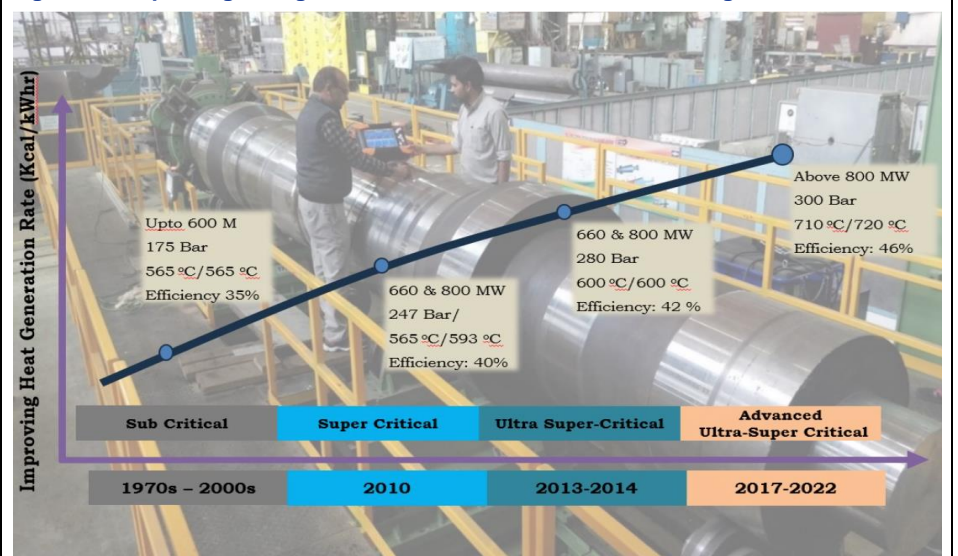 Improving Heat Generation Rate (Kcal/kWhr)
Upto 600 M
175 Bar
565 ºC/565 ºC
Efficiency 35%
660 & 800 MW
247 Bar/
565 ºC/593 ºC
Efficiency: 40%
660 & 800 MW
280 Bar
600 ºC/600 ºC
Efficiency: 42 %
Above 800 MW
300 Bar
710 ºC/720 ºC
Efficiency: 46%
Sub Critical
Super Critical
Ultra Super-Critical
Advanced
Ultra-Super Critical
1970s – 2000s
2010
2013-2014
2017-2022